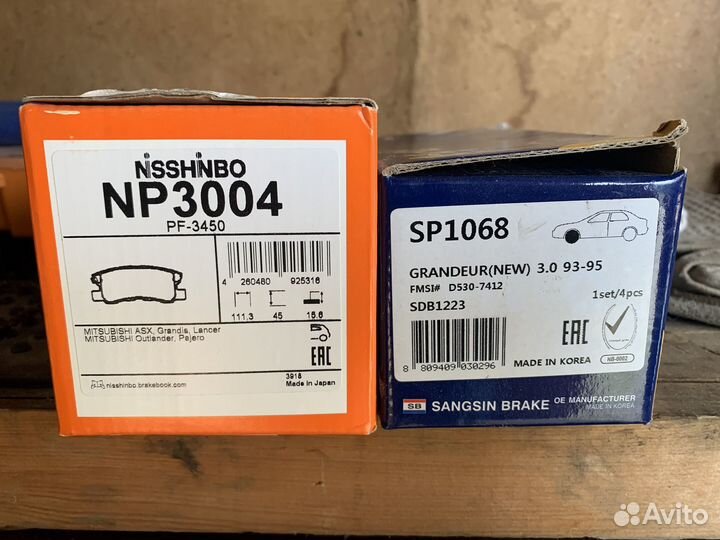 NiSSHiNBO
NP3004
PF-3450
4 260480 925316
111.3 45 15.6
MITSUBISHI ASX, Grandis, Lancer
MITSUBISHI Outlander, Pajero
EAC
3918
nisshinbo.brakebook.com
Made in Japan
SP1068
GRANDEUR(NEW) 3.0 93-95
FMSI# D530-7412
SDB1223
1set/4pcs
8 809409 030296
EAC
MADE IN KOREA
NB-0002
SB SANGSIN BRAKE
OE MANUFACTURER
MADE IN KOREA
Avito